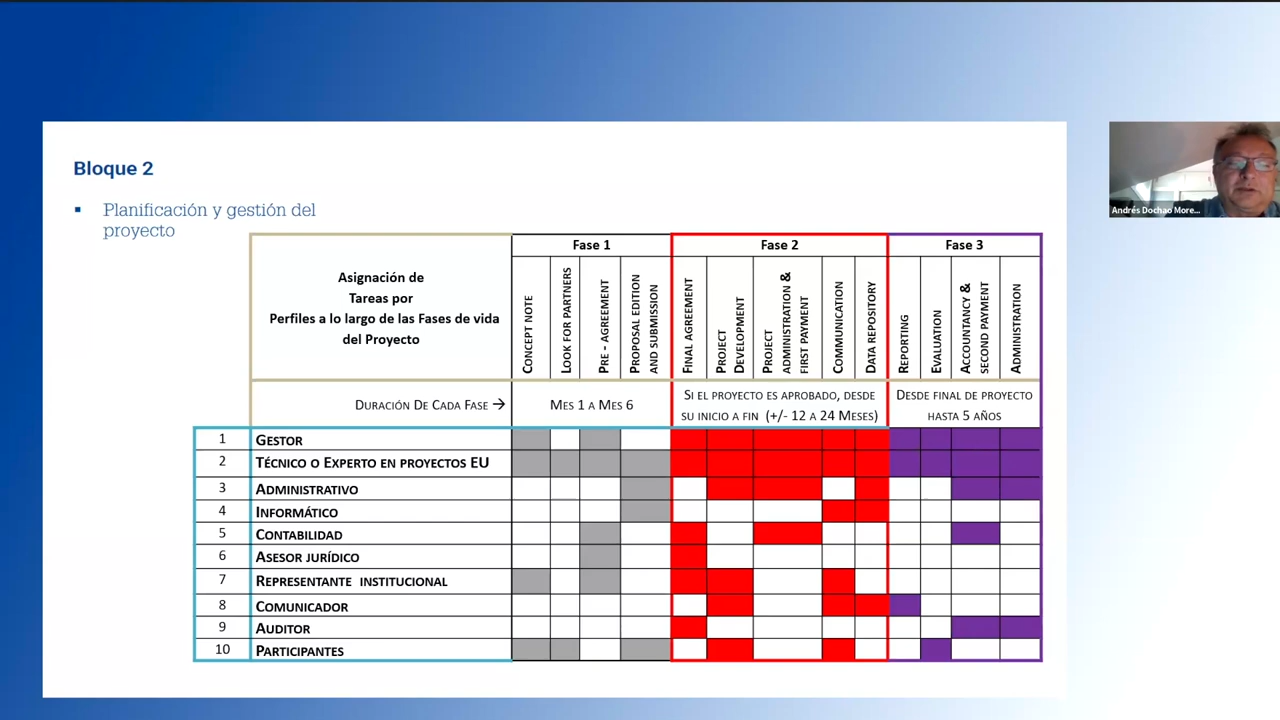 Bloque 2
▪ Planificación y gestión del
proyecto
Asignación de
Tareas por
Perfiles a lo largo de las Fases de vida
del Proyecto
Fase 1
Fase 2
Fase 3
CONCEPT NOTE
LOOK FOR PARTNERS
PRE - AGREEMENT
PROPOSAL EDITION
AND SUBMISSION
FINAL AGREEMENT
PROJECT
DEVELOPMENT
PROJECT
ADMINISTRATION &
FIRST PAYMENT
COMMUNICATION
DATA REPOSITORY
REPORTING
EVALUATION
ACCOUNTANCY &
SECOND PAYMENT
ADMINISTRATION
DURACIÓN DE CADA FASE →
MES 1 A MES 6
SI EL PROYECTO ES APROBADO, DESDE
SU INICIO A FIN (+/- 12 A 24 MESES)
DESDE FINAL DE PROYECTO
HASTA 5 AÑOS
1 GESTOR
2 TÉCNICO O EXPERTO EN PROYECTOS EU
3 ADMINISTRATIVO
4 INFORMÁTICO
5 CONTABILIDAD
6 ASESOR JURÍDICO
7 REPRESENTANTE INSTITUCIONAL
8 COMUNICADOR
9 AUDITOR
10 PARTICIPANTES
Andrés Dochao More...